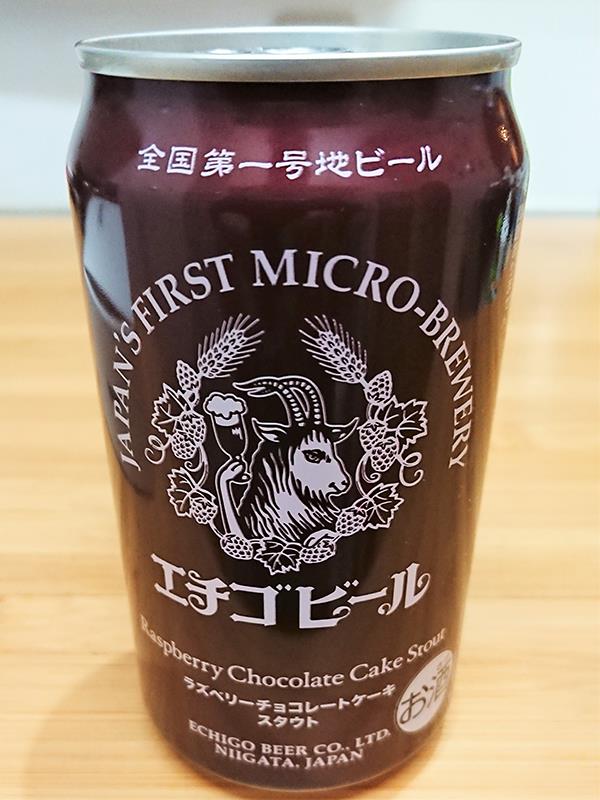 全国第一号地ビール
JAPAN'S FIRST MICRO-BREWERY
エチゴビール
Raspberry Chocolate Cake Stout
ラズベリーチョコレートケーキ
スタウト
お酒
ECHIGO BEER CO., LTD.
NIIGATA, JAPAN